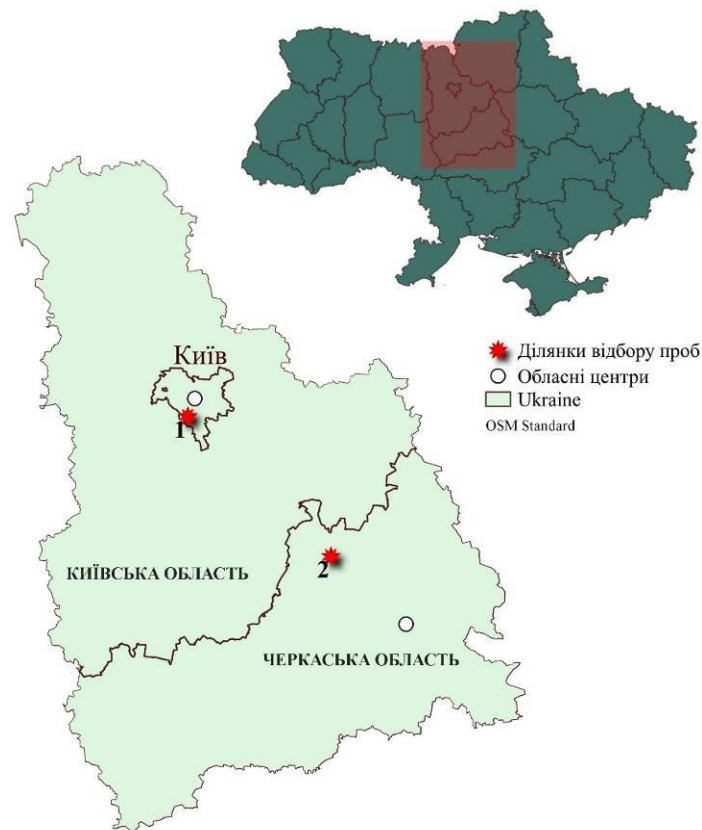 Київ
1
Ділянки відбору проб
Обласні центри
Ukraine
OSM Standard
КИЇВСЬКА ОБЛАСТЬ
2
ЧЕРКАСЬКА ОБЛАСТЬ